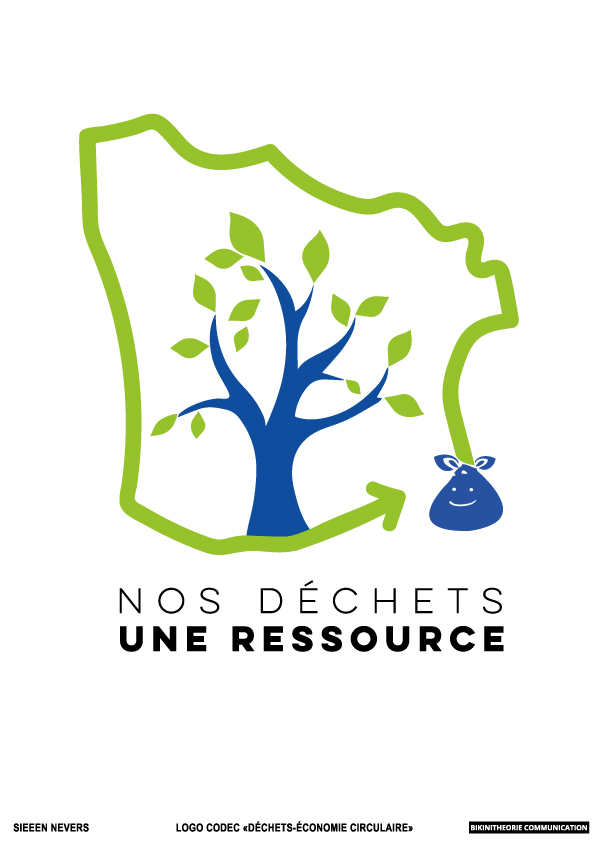 NOS DÉCHETS
UNE RESSOURCE
SIEEEN NEVERS
LOGO CODEC «DÉCHETS-ÉCONOMIE CIRCULAIRE»
BIKINITHEORIE COMMUNICATION